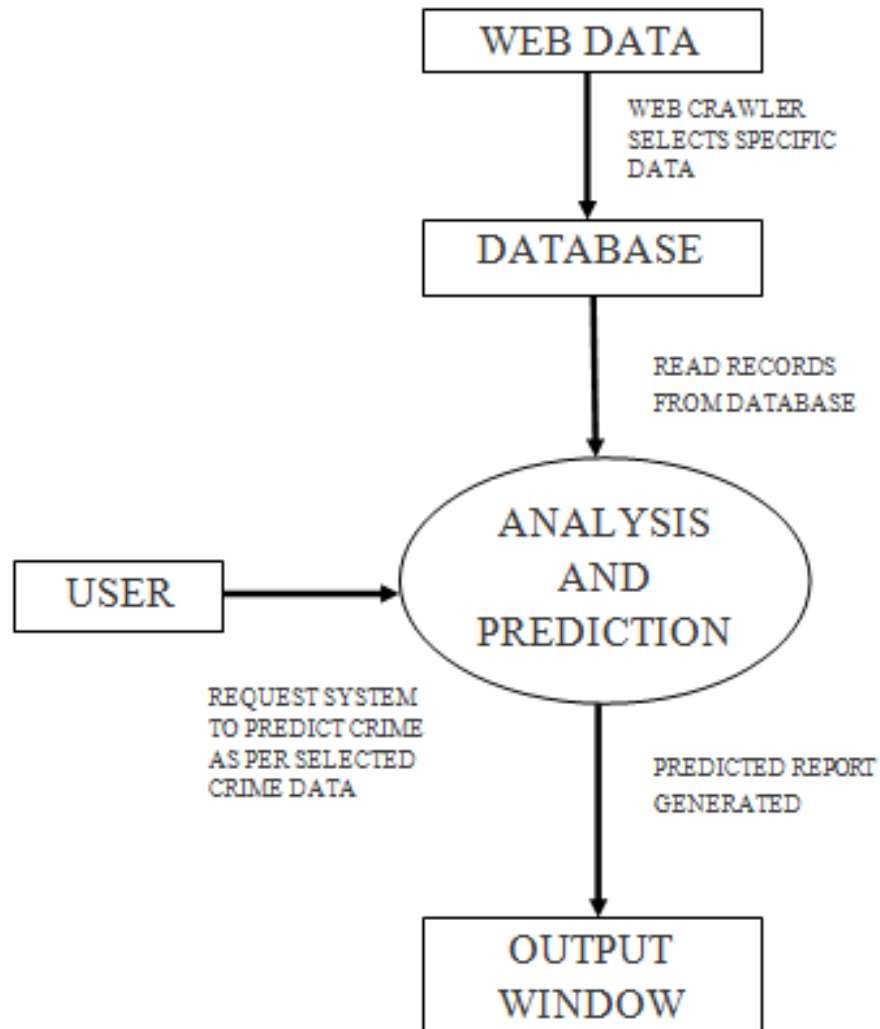 WEB DATA
WEB CRAWLER
SELECTS SPECIFIC
DATA
DATABASE
READ RECORDS
FROM DATABASE
ANALYSIS
AND
PREDICTION
USER
REQUEST SYSTEM
TO PREDICT CRIME
AS PER SELECTED
CRIME DATA
PREDICTED REPORT
GENERATED
OUTPUT
WINDOW